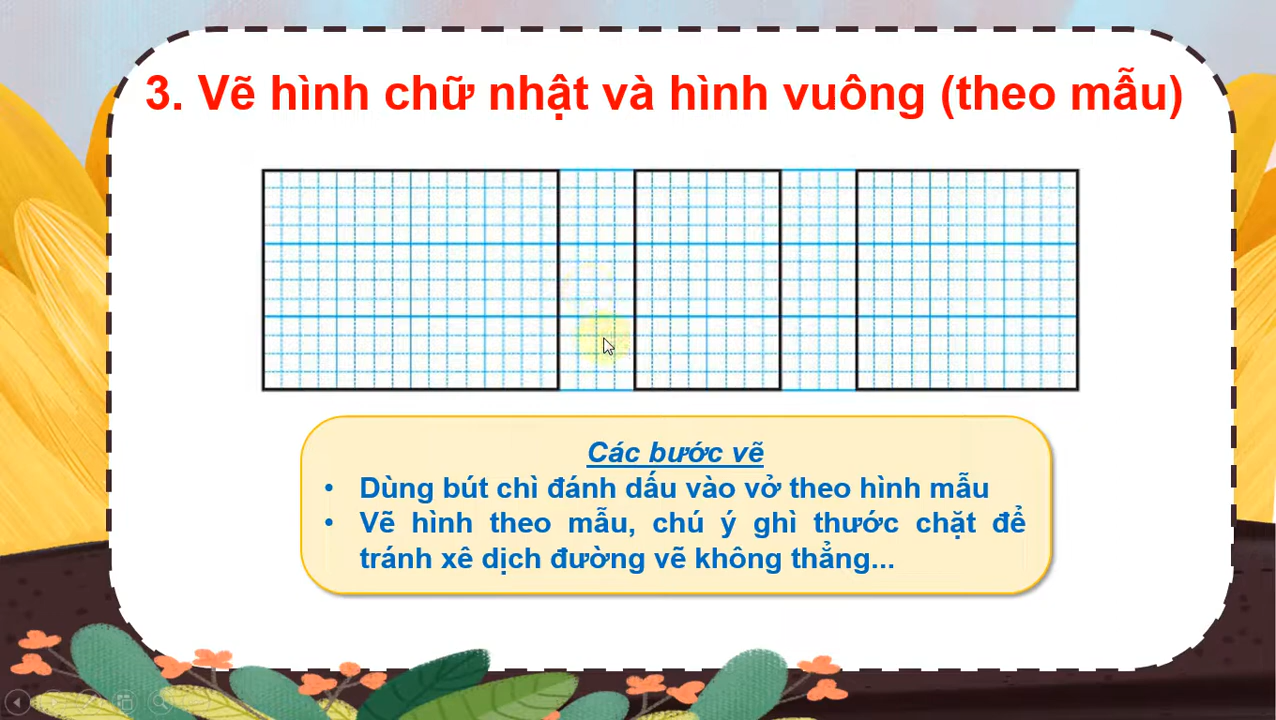 3. Vẽ hình chữ nhật và hình vuông (theo mẫu)
Các bước vẽ
• Dùng bút chì đánh dấu vào vở theo hình mẫu
• Vẽ hình theo mẫu, chú ý ghì thước chặt để
tránh xê dịch đường vẽ không thẳng...